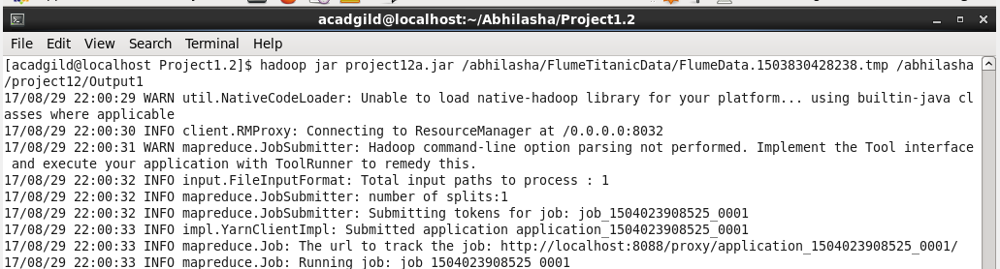 acadgild@localhost:~/Abhilasha/Project1.2
File Edit View Search Terminal Help
[acadgild@localhost Project1.2]$ hadoop jar project12a.jar /abhilasha/FlumeTitanicData/FlumeData.1503830428238.tmp /abhilasha
/project12/Output1
17/08/29 22:00:29 WARN util.NativeCodeLoader: Unable to load native-hadoop library for your platform... using builtin-java cl
asses where applicable
17/08/29 22:00:30 INFO client.RMProxy: Connecting to ResourceManager at /0.0.0.0:8032
17/08/29 22:00:31 WARN mapreduce.JobSubmitter: Hadoop command-line option parsing not performed. Implement the Tool interface
 and execute your application with ToolRunner to remedy this.
17/08/29 22:00:32 INFO input.FileInputFormat: Total input paths to process : 1
17/08/29 22:00:32 INFO mapreduce.JobSubmitter: number of splits:1
17/08/29 22:00:32 INFO mapreduce.JobSubmitter: Submitting tokens for job: job_1504023908525_0001
17/08/29 22:00:33 INFO impl.YarnClientImpl: Submitted application application_1504023908525_0001
17/08/29 22:00:33 INFO mapreduce.Job: The url to track the job: http://localhost:8088/proxy/application_1504023908525_0001/
17/08/29 22:00:33 INFO mapreduce.Job: Running job: job_1504023908525_0001